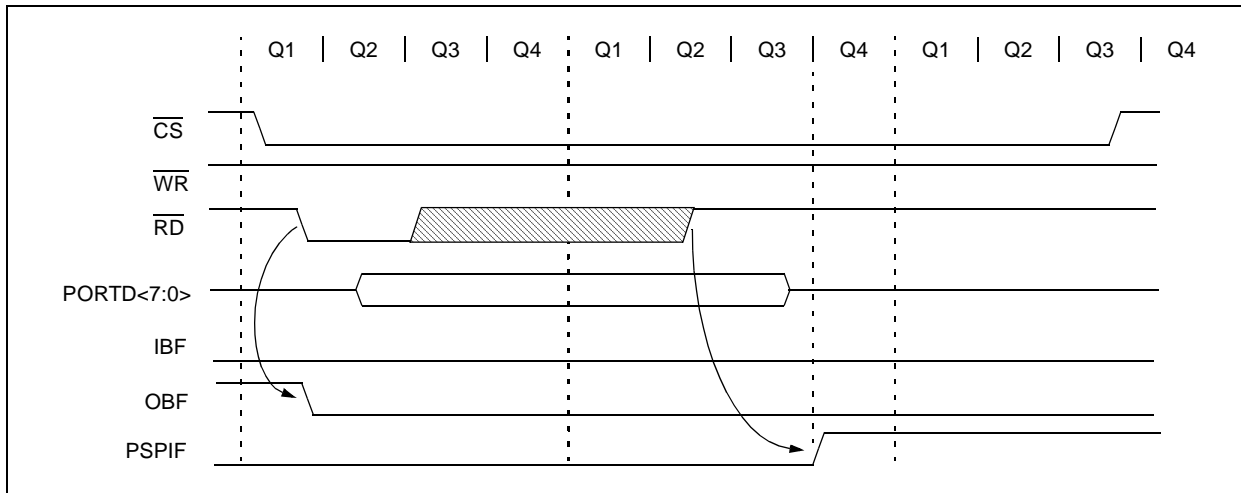 Q1 | Q2 | Q3 | Q4 Q1 | Q2 | Q3 Q4 Q1 | Q2 | Q3 | Q4
CS
WR
RD
PORTD<7:0>
IBF
OBF
PSPIF